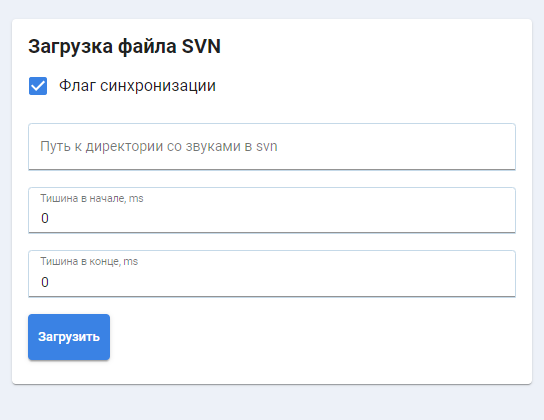 Загрузка файла SVN
Флаг синхронизации
Путь к директории со звуками в svn
Тишина в начале, ms
0
Тишина в конце, ms
0
Загрузить